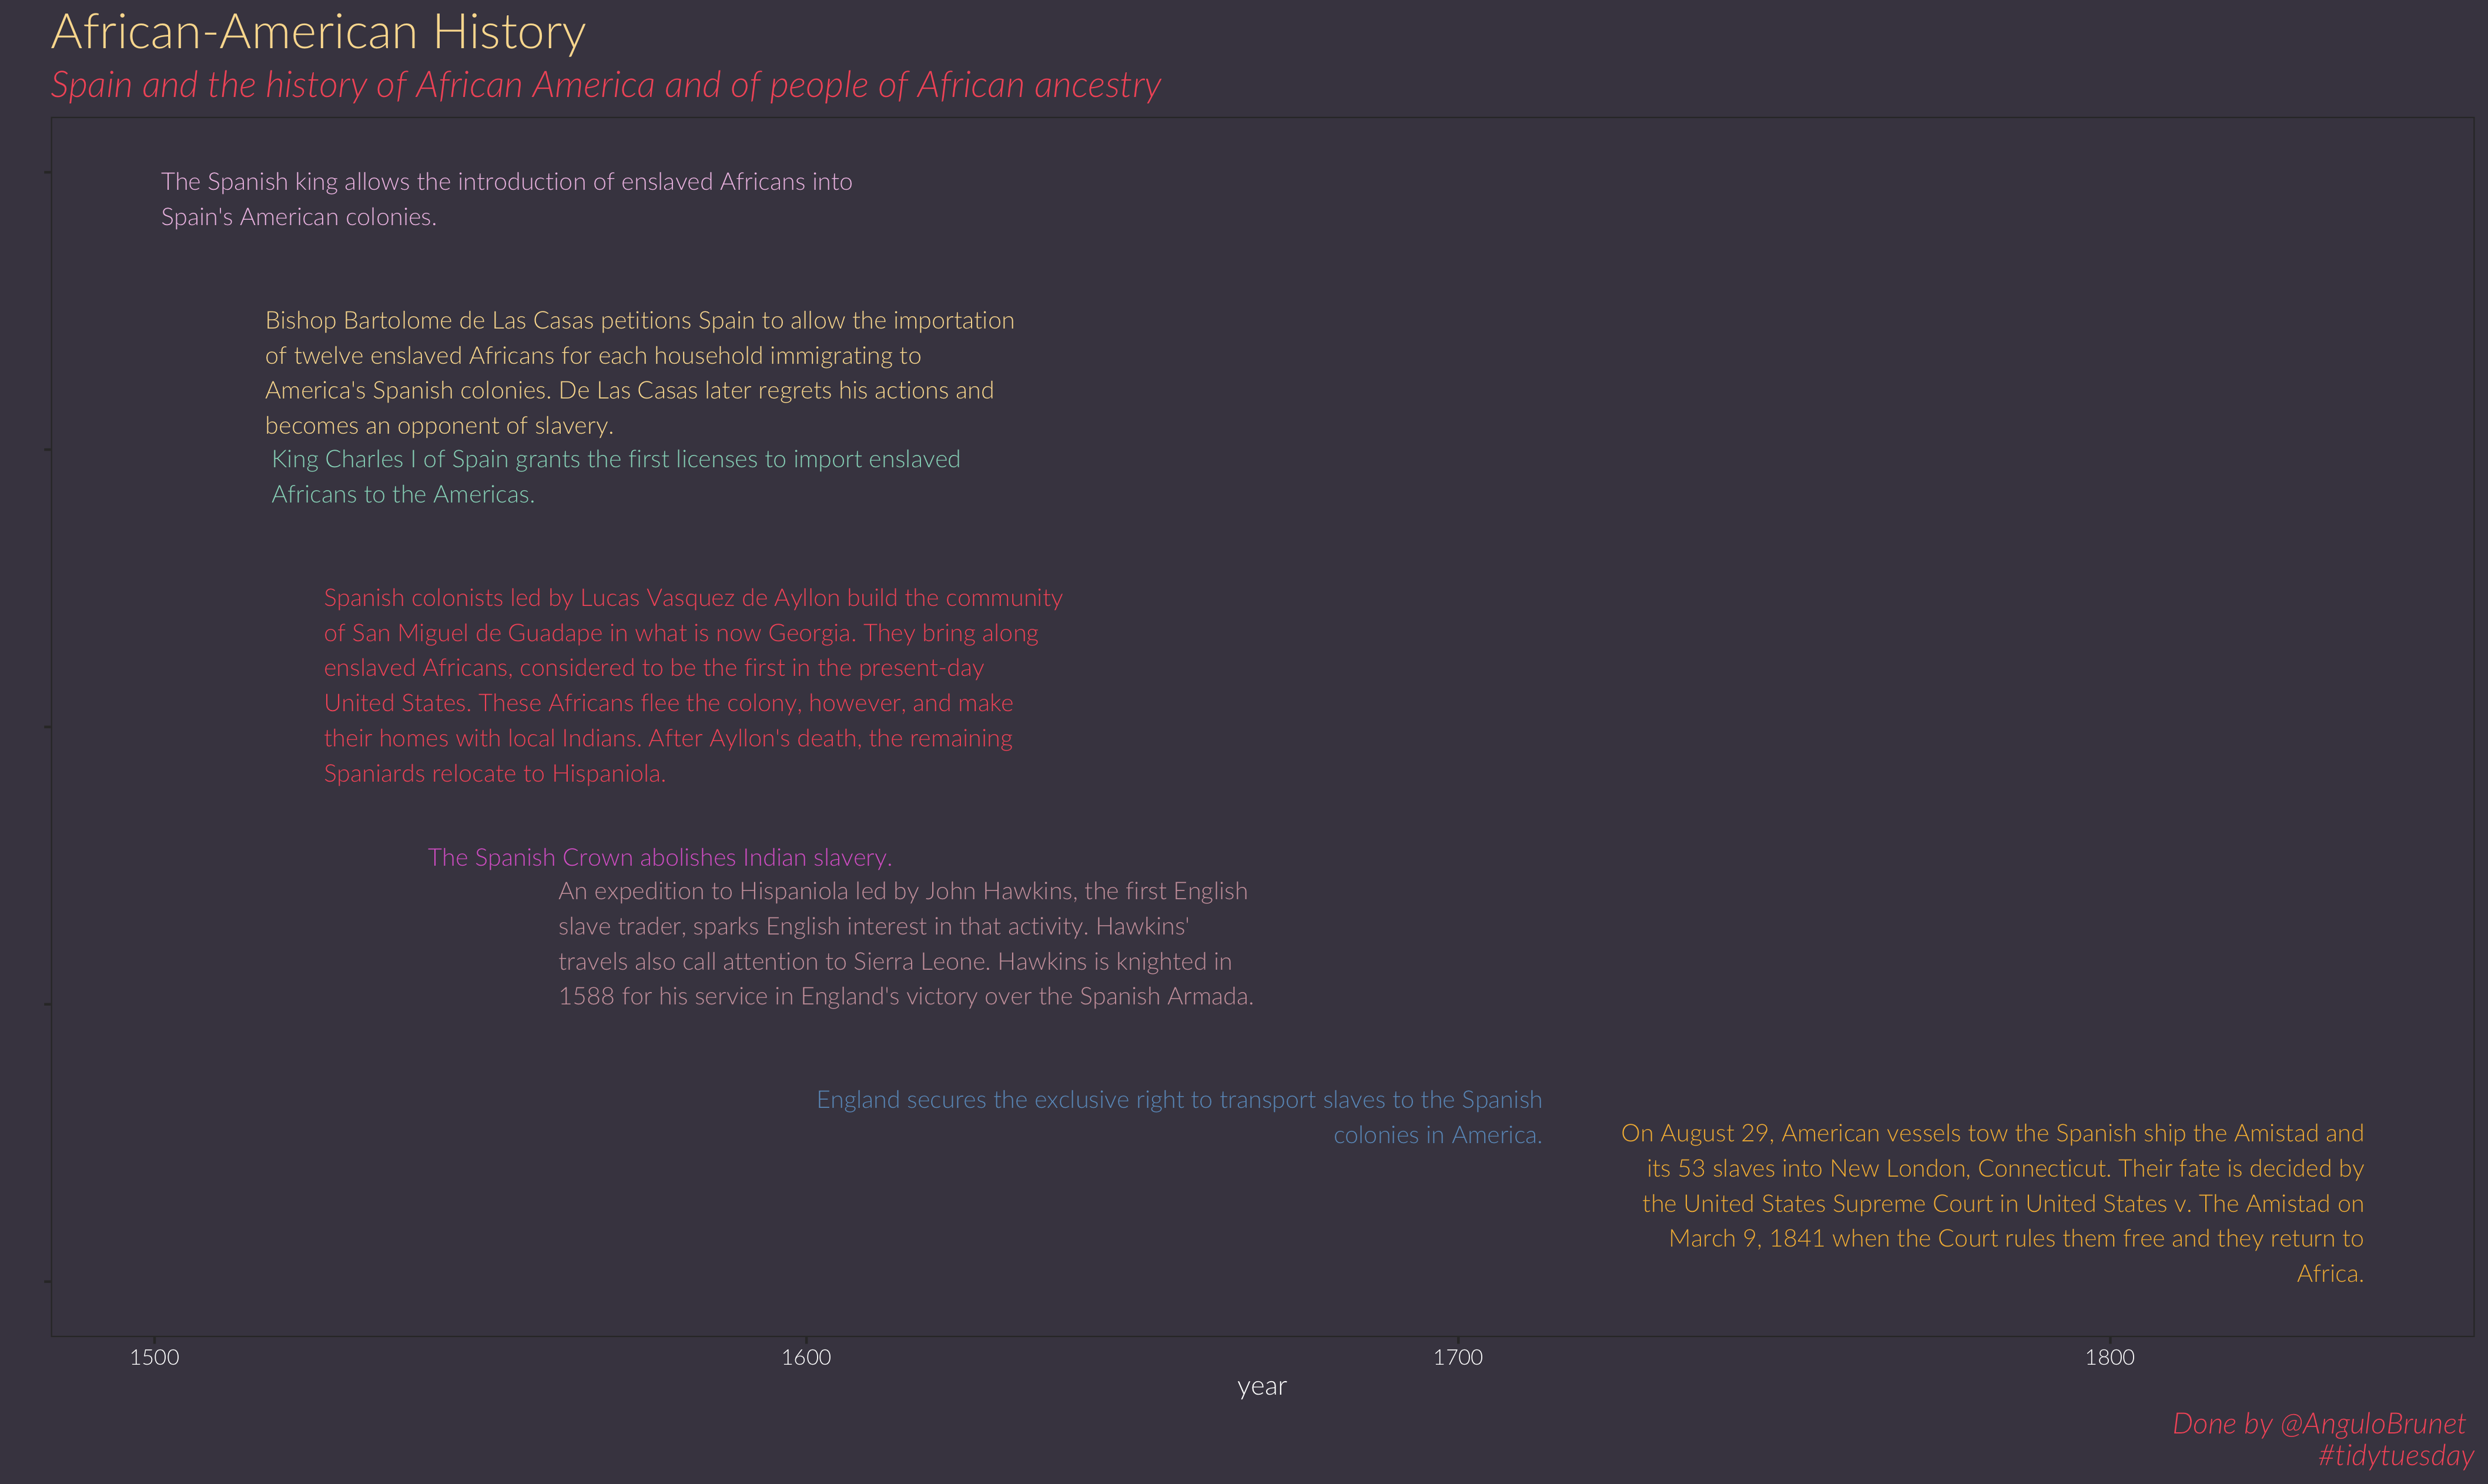 African-American History
Spain and the history of African America and of people of African ancestry
The Spanish king allows the introduction of enslaved Africans into
Spain's American colonies.
Bishop Bartolome de Las Casas petitions Spain to allow the importation
of twelve enslaved Africans for each household immigrating to
America's Spanish colonies. De Las Casas later regrets his actions and
becomes an opponent of slavery.
King Charles I of Spain grants the first licenses to import enslaved
Africans to the Americas.
Spanish colonists led by Lucas Vasquez de Ayllon build the community
of San Miguel de Guadape in what is now Georgia. They bring along
enslaved Africans, considered to be the first in the present-day
United States. These Africans flee the colony, however, and make
their homes with local Indians. After Ayllon's death, the remaining
Spaniards relocate to Hispaniola.
The Spanish Crown abolishes Indian slavery.
An expedition to Hispaniola led by John Hawkins, the first English
slave trader, sparks English interest in that activity. Hawkins'
travels also call attention to Sierra Leone. Hawkins is knighted in
1588 for his service in England's victory over the Spanish Armada.
England secures the exclusive right to transport slaves to the Spanish
colonies in America.
On August 29, American vessels tow the Spanish ship the Amistad and
its 53 slaves into New London, Connecticut. Their fate is decided by
the United States Supreme Court in United States v. The Amistad on
March 9, 1841 when the Court rules them free and they return to
Africa.
1500 1600 1700 1800
year
Done by @AnguloBrunet
#tidytuesday